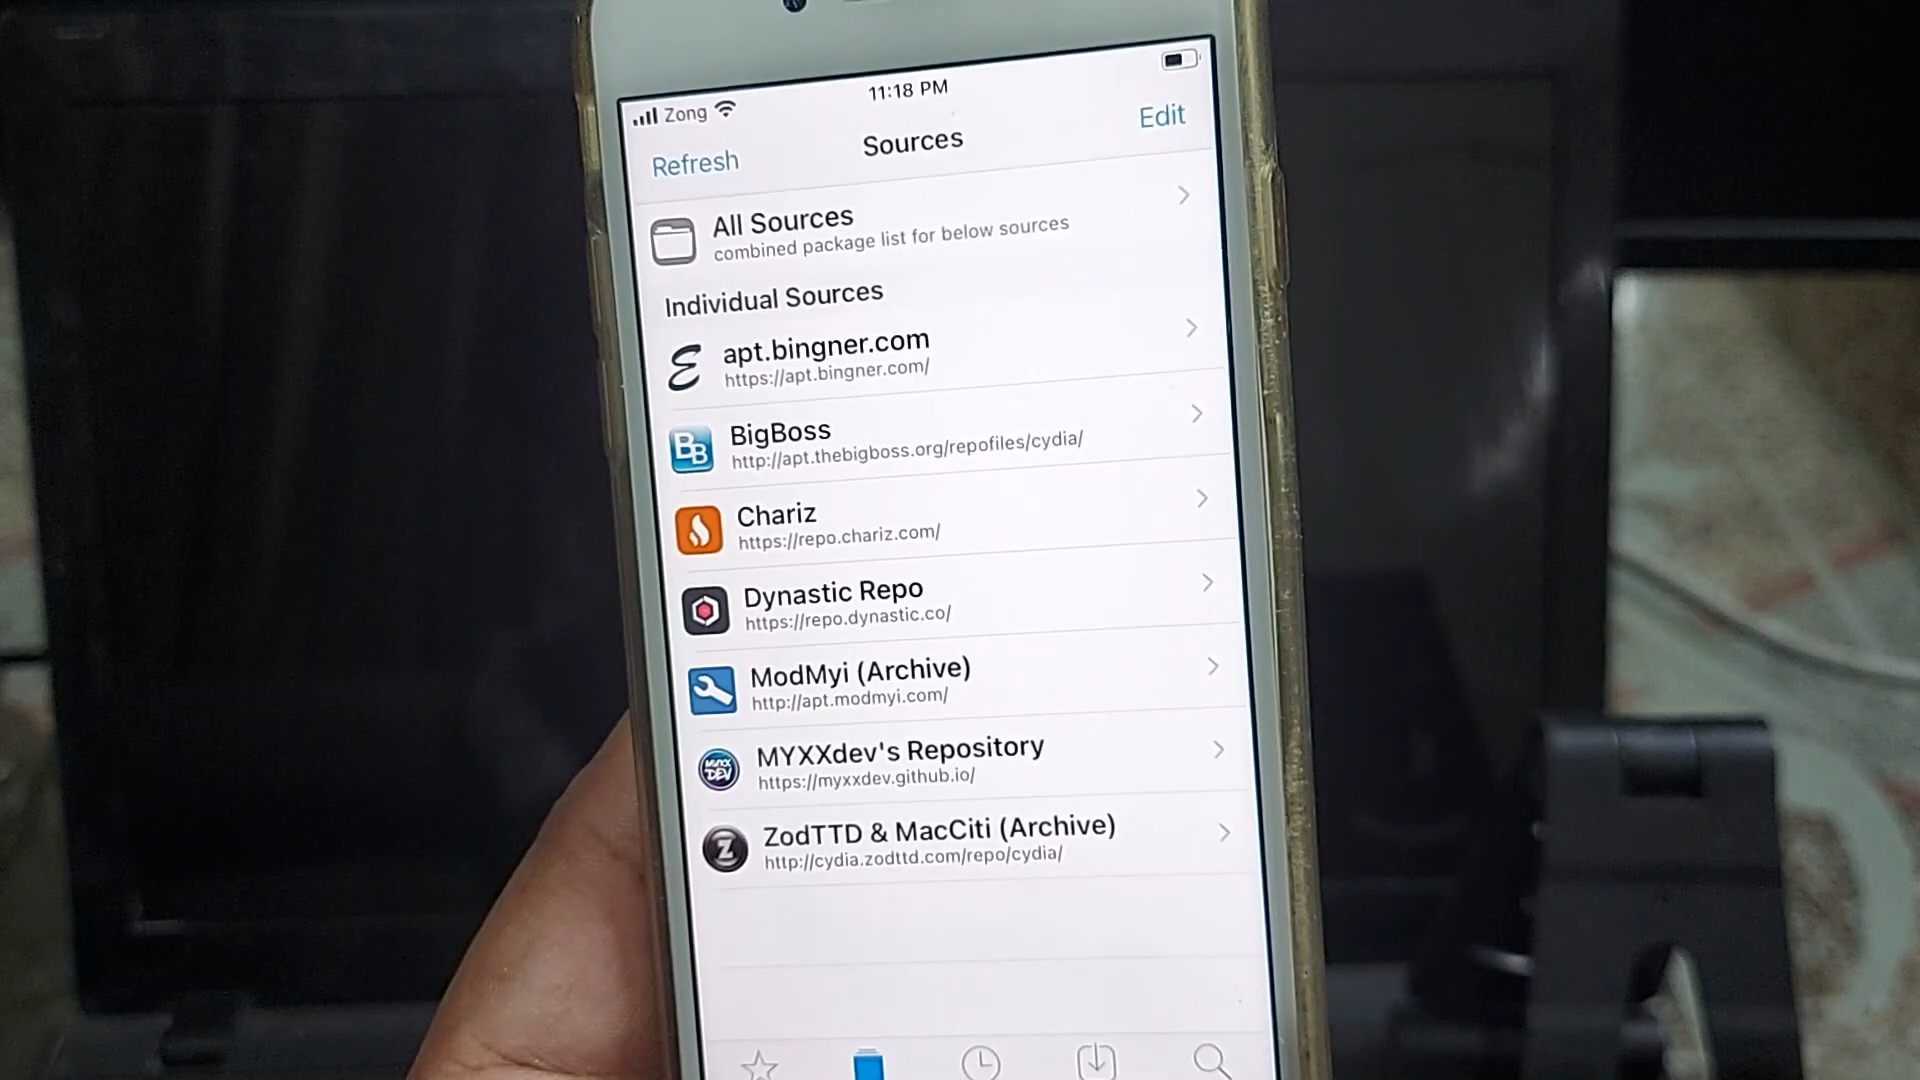 Zong
11:18 PM
Refresh
Sources
Edit
All Sources
combined package list for below sources
Individual Sources
apt.bingner.com
https://apt.bingner.com/
BB
BigBoss
http://apt.thebigboss.org/repofiles/cydia/
Chariz
https://repo.chariz.com/
Dynastic Repo
https://repo.dynastic.co/
ModMyi (Archive)
http://apt.modmyi.com/
MYXX
DEV
MYXXdev's Repository
https://myxxdev.github.io/
Z
ZodTTD & MacCiti (Archive)
http://cydia.zodttd.com/repo/cydia/